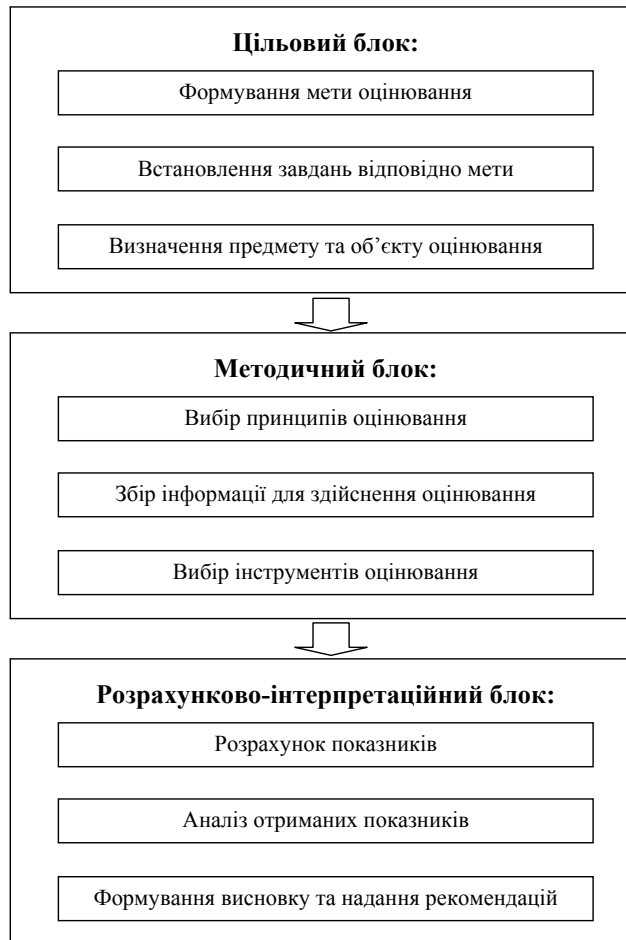 Цільовий блок:
Формування мети оцінювання
Встановлення завдань відповідно мети
Визначення предмету та об’єкту оцінювання
Методичний блок:
Вибір принципів оцінювання
Збір інформації для здійснення оцінювання
Вибір інструментів оцінювання
Розрахунково-інтерпретаційний блок:
Розрахунок показників
Аналіз отриманих показників
Формування висновку та надання рекомендацій